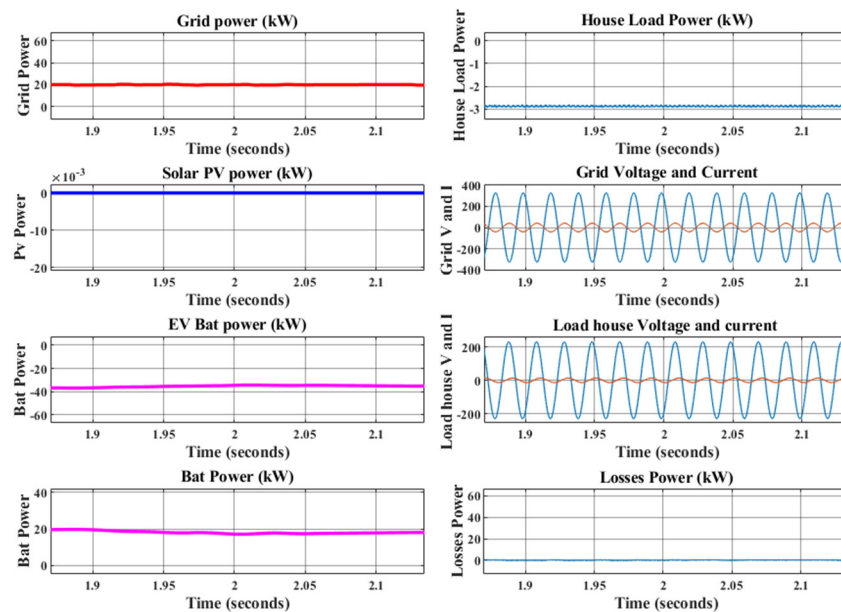 Grid power (kW)
Grid Power
60
40
20
0
1.9
1.95
2
2.05
2.1
Time (seconds)
Solar PV power (kW)
×10⁻³
Pv Power
0
-10
-20
1.9
1.95
2
2.05
2.1
Time (seconds)
EV Bat power (kW)
Bat Power
0
-20
-40
-60
1.9
1.95
2
2.05
2.1
Time (seconds)
Bat Power (kW)
Bat Power
40
20
0
1.9
1.95
2
2.05
2.1
Time (seconds)
House Load Power (kW)
House Load Power
0
-1
-2
-3
1.9
1.95
2
2.05
2.1
Time (seconds)
Grid Voltage and Current
Grid V and I
400
200
0
-200
-400
1.9
1.95
2
2.05
2.1
Time (seconds)
Load house Voltage and current
Load house V and I
200
0
-200
1.9
1.95
2
2.05
2.1
Time (seconds)
Losses Power (kW)
Losses Power
60
40
20
0
1.9
1.95
2
2.05
2.1
Time (seconds)